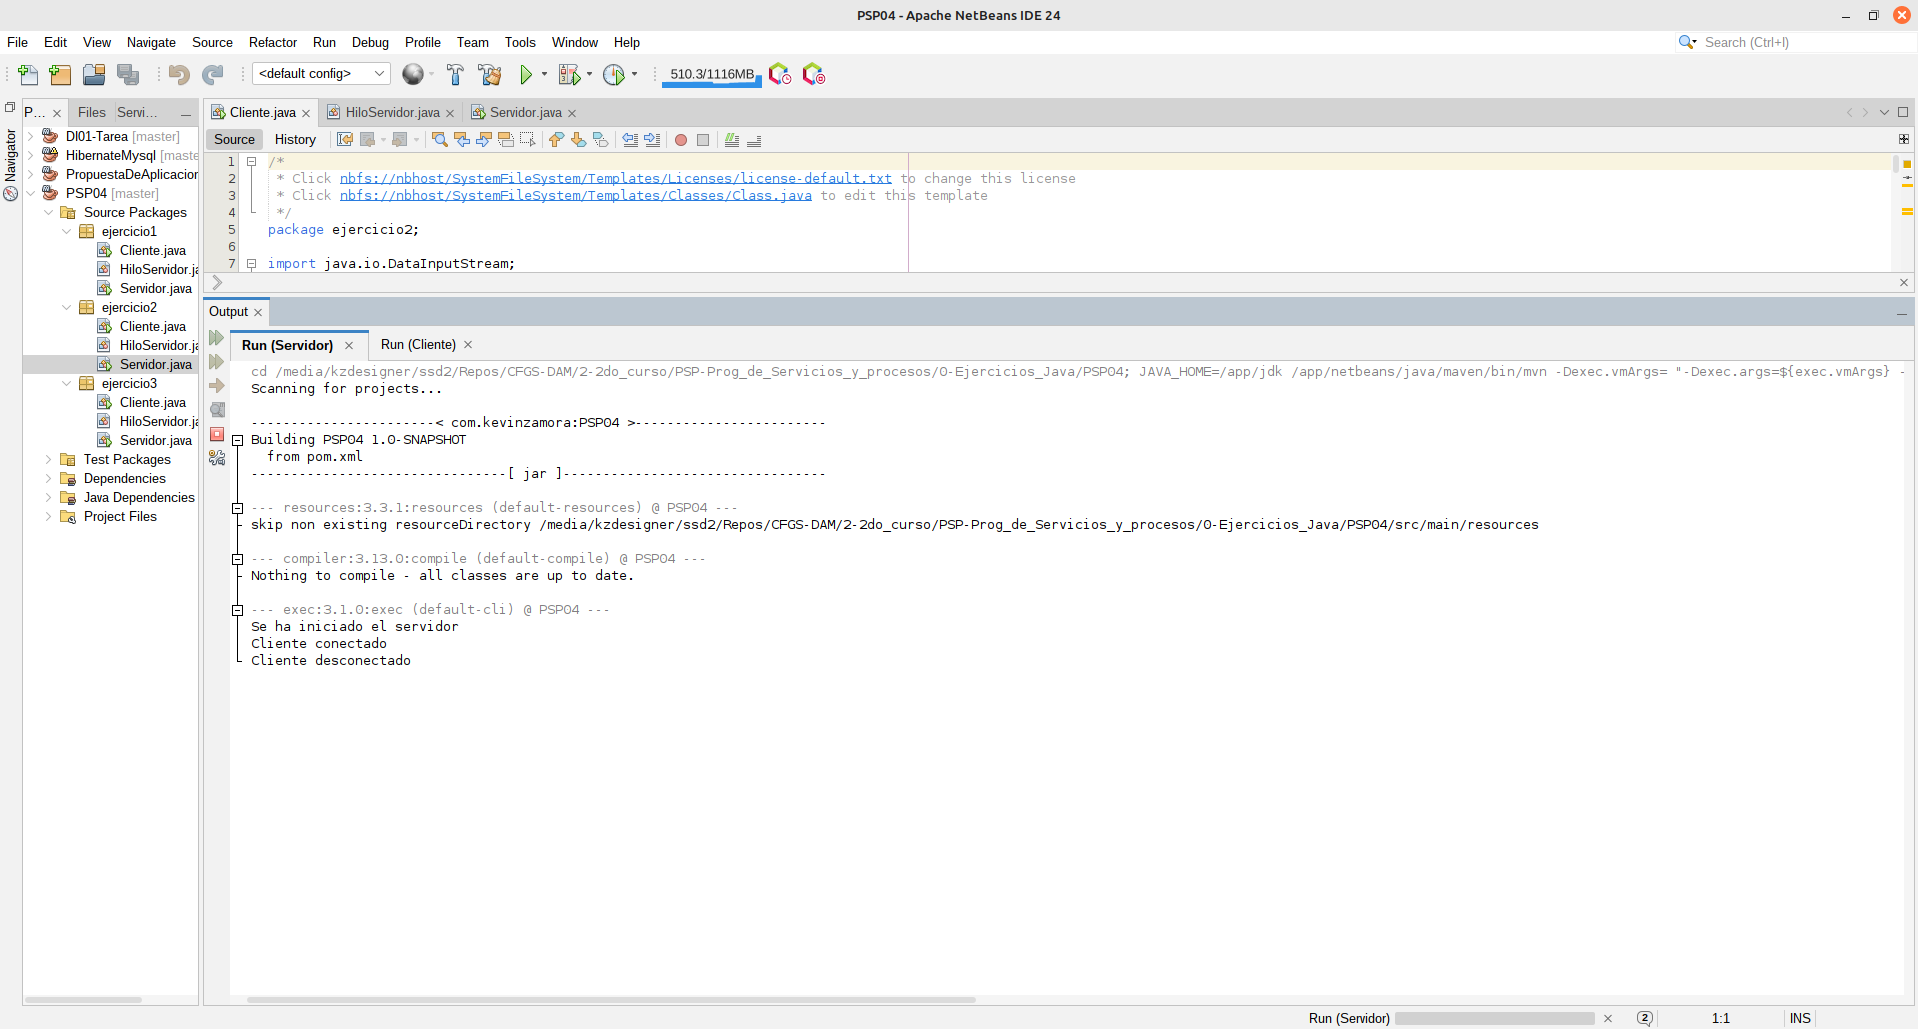 PSP04 - Apache NetBeans IDE 24
File Edit View Navigate Source Refactor Run Debug Profile Team Tools Window Help
Search (Ctrl+I)
<default config>
510.3/1116MB
P... Files Servi...
Navigator
DI01-Tarea [master]
HibernateMysql [maste
PropuestaDeAplicacion
PSP04 [master]
Source Packages
ejercicio1
Cliente.java
HiloServidor.ja
Servidor.java
ejercicio2
Cliente.java
HiloServidor.ja
Servidor.java
ejercicio3
Cliente.java
HiloServidor.ja
Servidor.java
Test Packages
Dependencies
Java Dependencies
Project Files
Cliente.java HiloServidor.java Servidor.java
Source History
1 /*
2 * Click nbfs://nbhost/SystemFileSystem/Templates/Licenses/license-default.txt to change this license
3 * Click nbfs://nbhost/SystemFileSystem/Templates/Classes/Class.java to edit this template
4 */
5 package ejercicio2;
6
7 import java.io.DataInputStream;
Output
Run (Servidor) Run (Cliente)
cd /media/kzdesigner/ssd2/Repos/CFGS-DAM/2-2do_curso/PSP-Prog_de_Servicios_y_procesos/0-Ejercicios_Java/PSP04; JAVA_HOME=/app/jdk /app/netbeans/java/maven/bin/mvn -Dexec.vmArgs= "-Dexec.args=${exec.vmArgs} -
Scanning for projects...
-----------------------< com.kevinzamora:PSP04 >------------------------
Building PSP04 1.0-SNAPSHOT
from pom.xml
--------------------------------[ jar ]---------------------------------
--- resources:3.3.1:resources (default-resources) @ PSP04 ---
skip non existing resourceDirectory /media/kzdesigner/ssd2/Repos/CFGS-DAM/2-2do_curso/PSP-Prog_de_Servicios_y_procesos/0-Ejercicios_Java/PSP04/src/main/resources
--- compiler:3.13.0:compile (default-compile) @ PSP04 ---
Nothing to compile - all classes are up to date.
--- exec:3.1.0:exec (default-cli) @ PSP04 ---
Se ha iniciado el servidor
Cliente conectado
Cliente desconectado
Run (Servidor) 2 1:1 INS